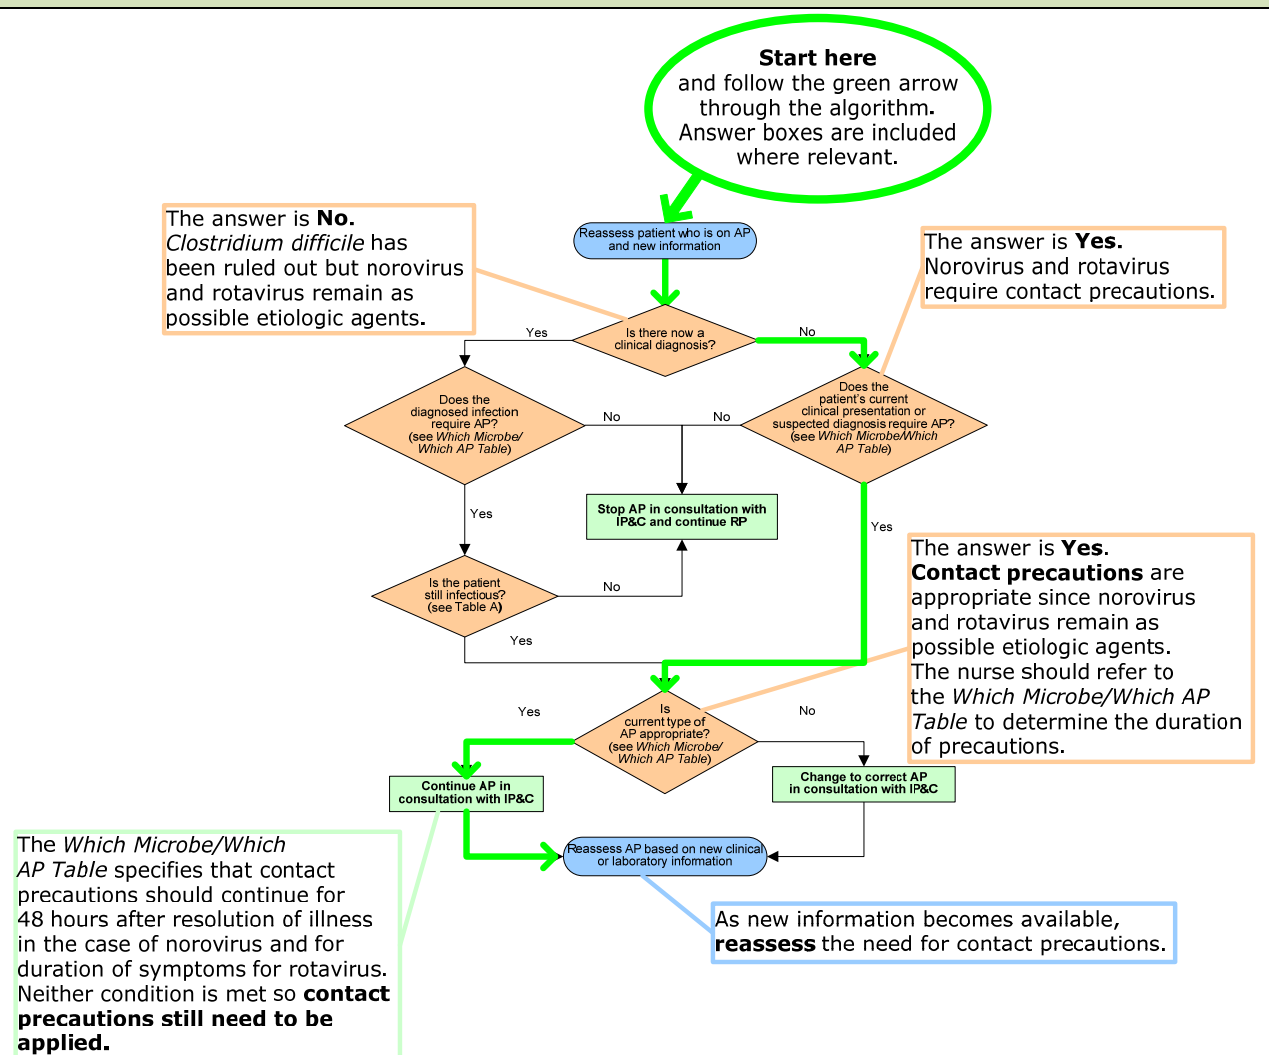 Start here
and follow the green arrow
through the algorithm.
Answer boxes are included
where relevant.
The answer is No.
Clostridium difficile has
been ruled out but norovirus
and rotavirus remain as
possible etiologic agents.
Reassess patient who is on AP
and new information
The answer is Yes.
Norovirus and rotavirus
require contact precautions.
Is there now a
clinical diagnosis?
Yes
No
Does the
diagnosed infection
require AP?
(see Which Microbe/
Which AP Table)
No
No
Does the
patient's current
clinical presentation or
suspected diagnosis require AP?
(see Which Microbe/Which
AP Table)
Stop AP in consultation with
IP&C and continue RP
Yes
Yes
The answer is Yes.
Contact precautions are
appropriate since norovirus
and rotavirus remain as
possible etiologic agents.
The nurse should refer to
the Which Microbe/Which AP
Table to determine the duration
of precautions.
Is the patient
still infectious?
(see Table A)
No
Yes
Is
current type of
AP appropriate?
(see Which Microbe/
Which AP Table)
Yes
No
Continue AP in
consultation with IP&C
Change to correct AP
in consultation with IP&C
Reassess AP based on new clinical
or laboratory information
The Which Microbe/Which
AP Table specifies that contact
precautions should continue for
48 hours after resolution of illness
in the case of norovirus and for
duration of symptoms for rotavirus.
Neither condition is met so contact
precautions still need to be
applied.
As new information becomes available,
reassess the need for contact precautions.